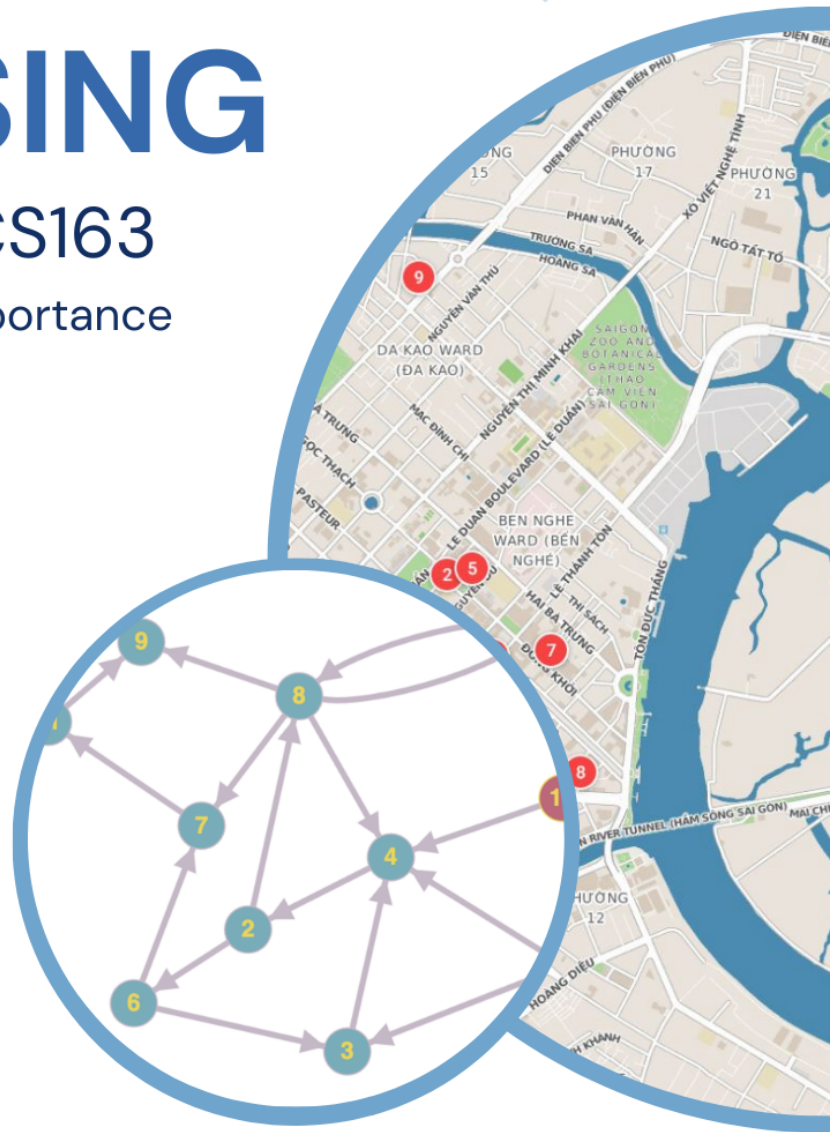 SING
CS163
portance
DIEN BIEN PHU (ĐIỆN BIÊN PHỦ)
PHƯỜNG
17
15
XÔ VIẾT NGHỆ TĨNH
PHƯỜNG
21
PHAN VĂN HÂN
TRƯỜNG SA
HOÀNG SA
NGÔ TẤT TỐ
9
NGUYỄN VĂN THỦ
DA KAO WARD
(ĐA KAO)
NGUYỄN THỊ MINH KHAI
SAIGON
ZOO AND
BOTANICAL
GARDENS
(THẢO
CẦM VIÊN
SÀI GÒN)
MẠC ĐĨNH CHI
LE DUAN BOULEVARD (LÊ DUẨN)
PASTEUR
BEN NGHE
WARD (BẾN
NGHÉ)
LÊ THÁNH TÔN
2
5
THI SÁCH
HAI BÀ TRƯNG
TÔN ĐỨC THẮNG
7
ĐỒNG KHỞI
8
RIVER TUNNEL (HẦM SÔNG SÀI GÒN)
12
HOÀNG DIỆU
KHÁNH
9
8
7
1
4
2
6
3